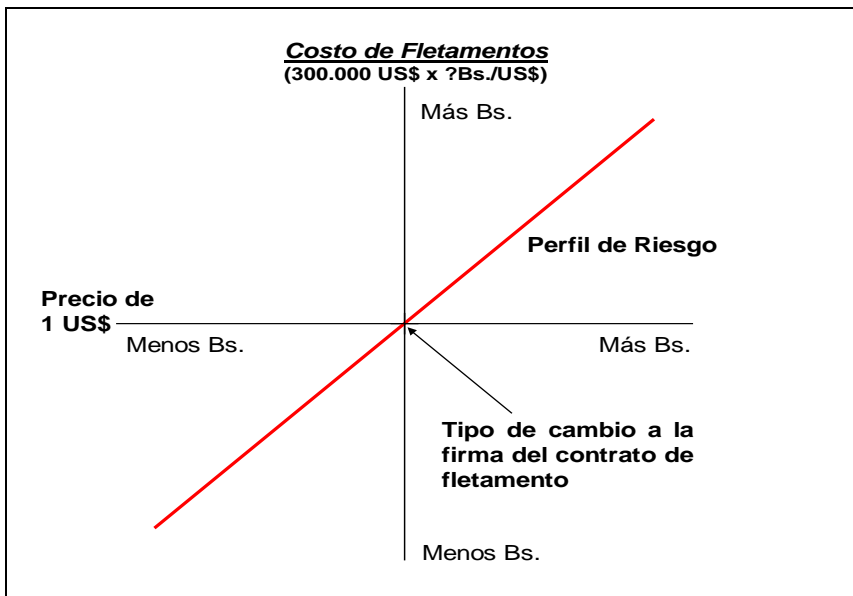 Costo de Fletamentos
(300.000 US$ x ?Bs./US$)
Más Bs.
Perfil de Riesgo
Precio de
1 US$
Menos Bs.
Más Bs.
Tipo de cambio a la
firma del contrato de
fletamento
Menos Bs.